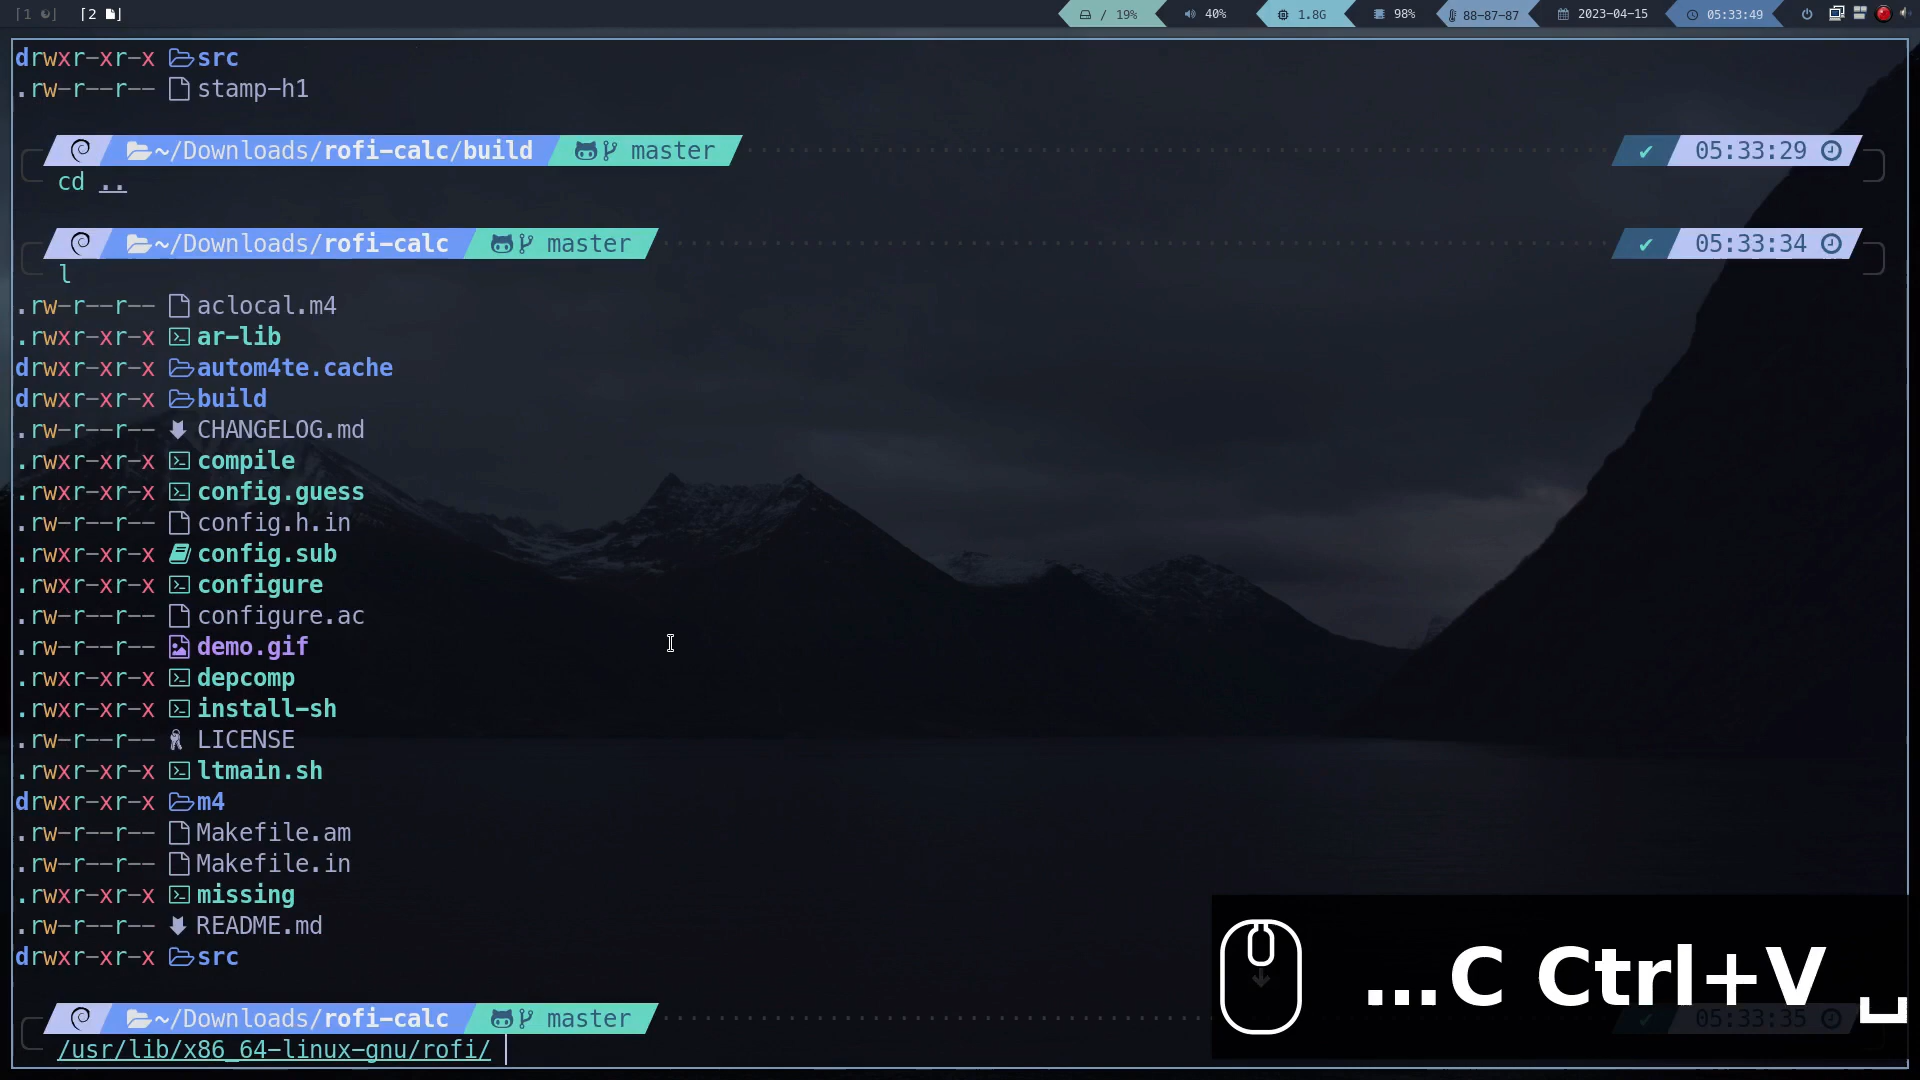 [1 ] [2 ] / 19% 40% 1.8G 98% 88-87-87 2023-04-15 05:33:49
drwxr-xr-x src
.rw-r--r-- stamp-h1
~/Downloads/rofi-calc/build master ✔ 05:33:29
cd ..
~/Downloads/rofi-calc master ✔ 05:33:34
l
.rw-r--r-- aclocal.m4
.rwxr-xr-x ar-lib
drwxr-xr-x autom4te.cache
drwxr-xr-x build
.rw-r--r-- CHANGELOG.md
.rwxr-xr-x compile
.rwxr-xr-x config.guess
.rw-r--r-- config.h.in
.rwxr-xr-x config.sub
.rwxr-xr-x configure
.rw-r--r-- configure.ac
.rw-r--r-- demo.gif
.rwxr-xr-x depcomp
.rwxr-xr-x install-sh
.rw-r--r-- LICENSE
.rwxr-xr-x ltmain.sh
drwxr-xr-x m4
.rw-r--r-- Makefile.am
.rw-r--r-- Makefile.in
.rwxr-xr-x missing
.rw-r--r-- README.md
drwxr-xr-x src
...C Ctrl+V ␣
~/Downloads/rofi-calc master ✔ 05:33:35
/usr/lib/x86_64-linux-gnu/rofi/